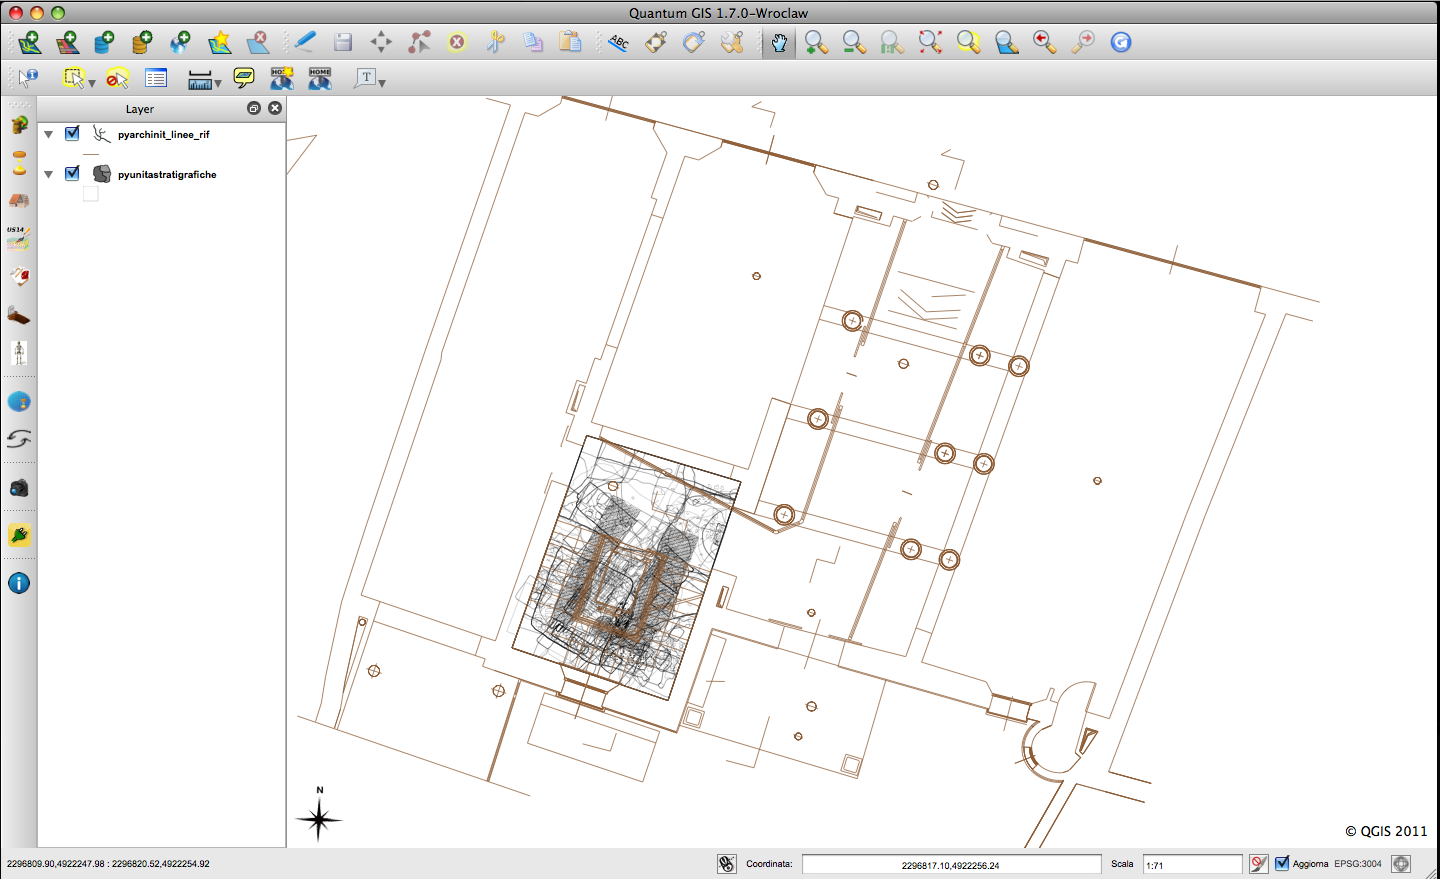 Quantum GIS 1.7.0-Wroclaw
ABC
HOME
T
Layer
pyarchinit_linee_rif
pyunitastratigrafiche
US14
N
© QGIS 2011
2296809.90,4922247.98 : 2296820.52,4922254.92
Coordinata:
2296817.10,4922256.24
Scala
1:71
Aggiorna
EPSG:3004